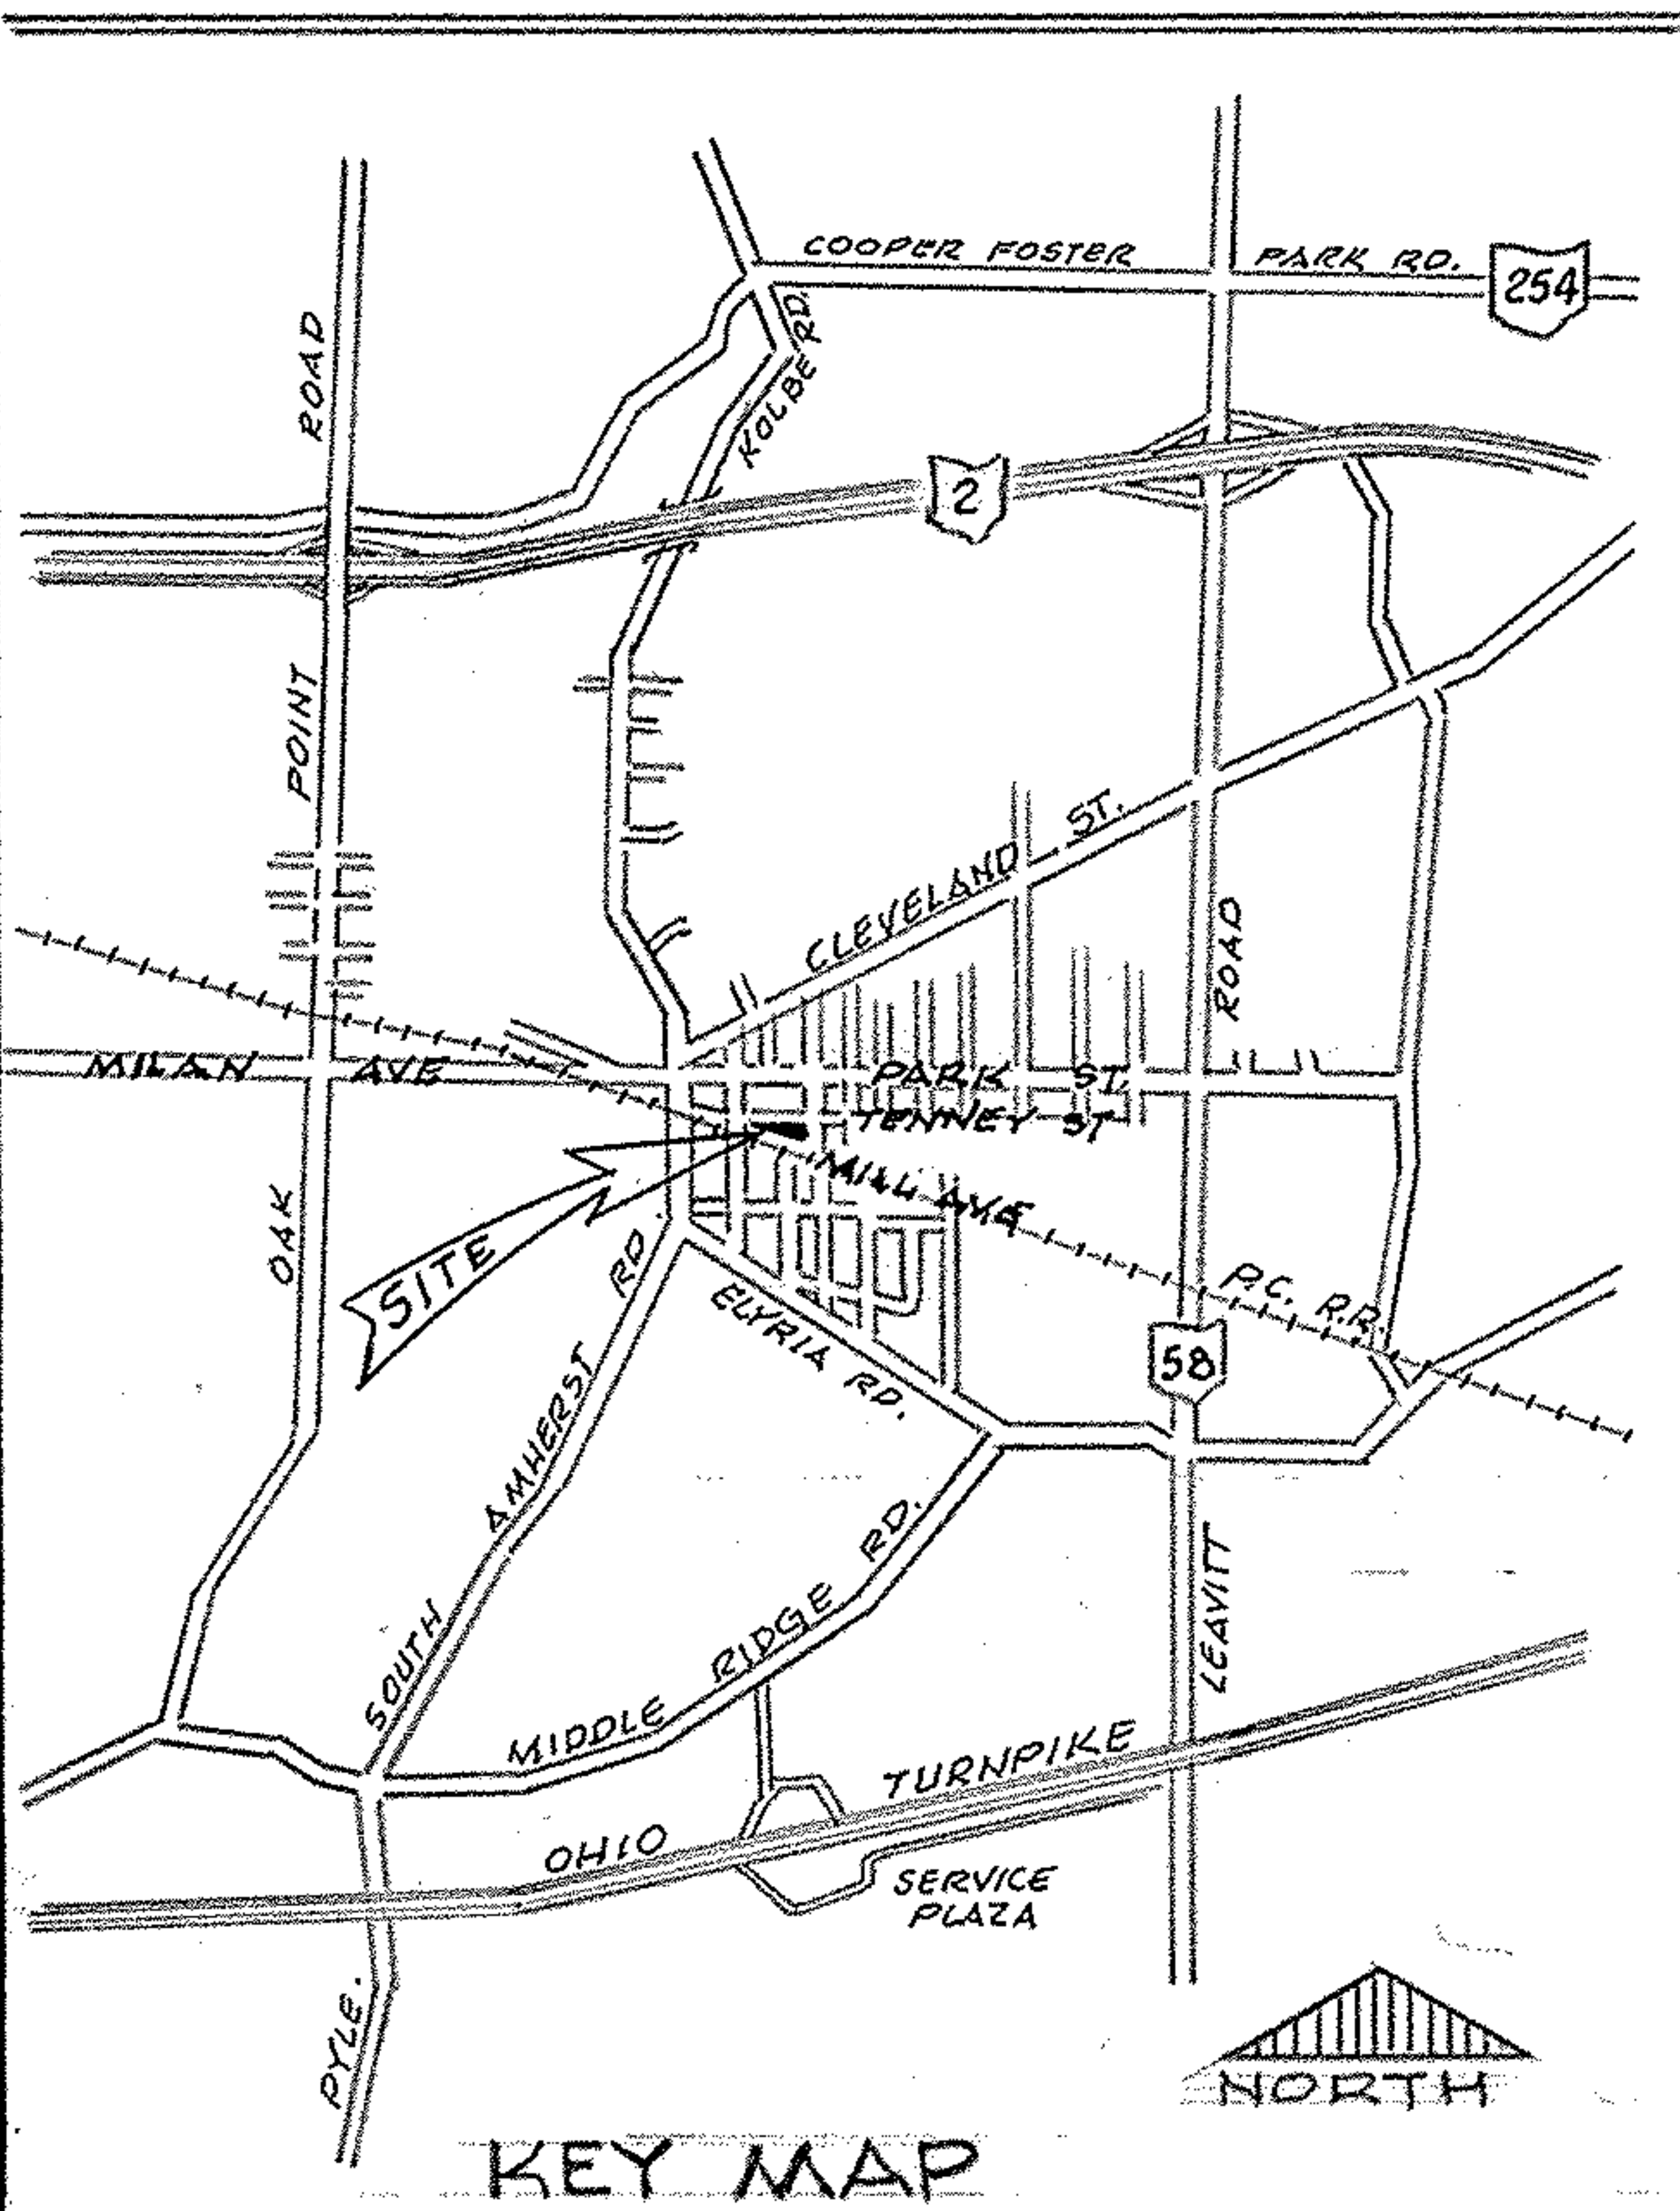 COOPER FOSTER PARK RD.
254
ROAD
KOLBE RD.
2
POINT
CLEVELAND ST.
ROAD
MILAN AVE
PARK ST.
TENNEY ST
MILL AVE
OAK
SITE
RD
ELYRIA RD.
P.C. R.R.
58
AMHERST
SOUTH
MIDDLE RIDGE RD.
LEAVITT
OHIO TURNPIKE
SERVICE
PLAZA
PYLE.
NORTH
KEY MAP